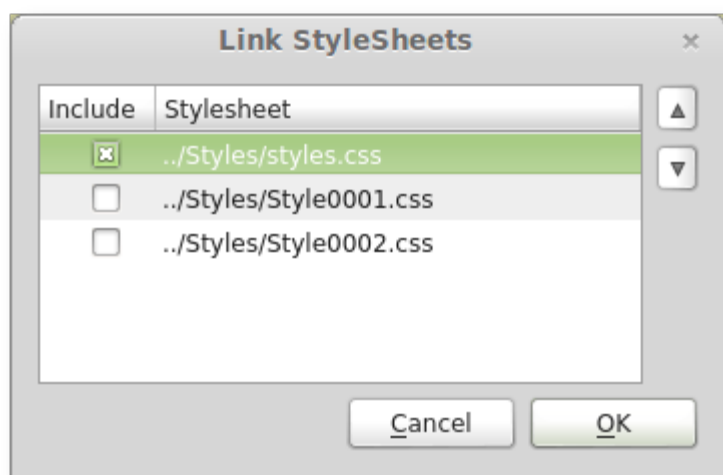 Link StyleSheets
Include Stylesheet
../Styles/styles.css
../Styles/Style0001.css
../Styles/Style0002.css
Cancel OK